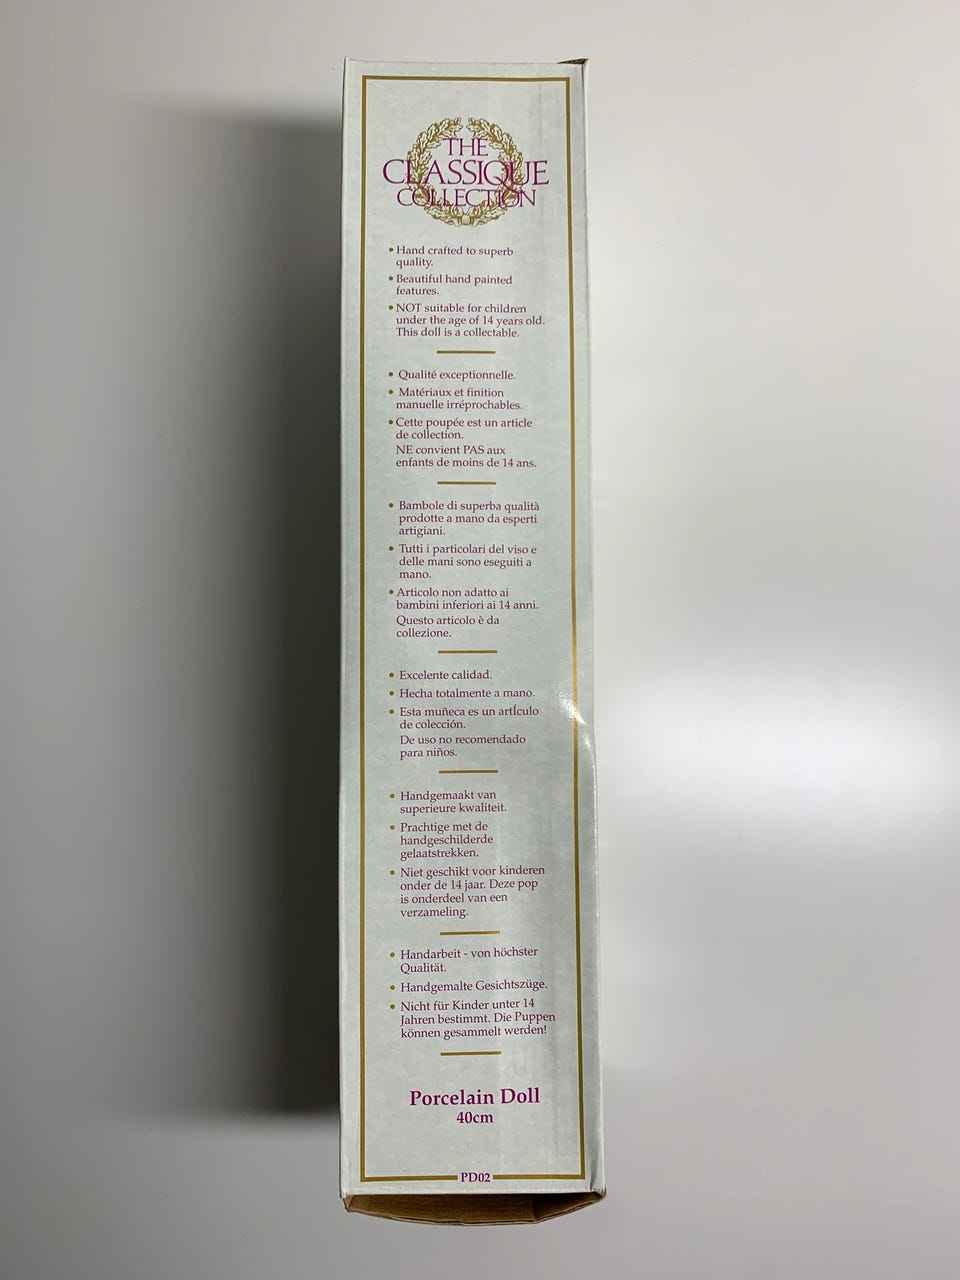 THE
CLASSIQUE
COLLECTION
• Hand crafted to superb
quality.
• Beautiful hand painted
features.
• NOT suitable for children
under the age of 14 years old.
This doll is a collectable.
• Qualité exceptionnelle.
• Matériaux et finition
manuelle irréprochables.
• Cette poupée est un article
de collection.
NE convient PAS aux
enfants de moins de 14 ans.
• Bambole di superba qualità
prodotte a mano da esperti
artigiani.
• Tutti i particolari del viso e
delle mani sono eseguiti a
mano.
• Articolo non adatto ai
bambini inferiori ai 14 anni.
Questo articolo è da
collezione.
• Excelente calidad.
• Hecha totalmente a mano.
• Esta muñeca es un artÍculo
de colección.
De uso no recomendado
para niños.
• Handgemaakt van
superieure kwaliteit.
• Prachtige met de
handgeschilderde
gelaatstrekken.
• Niet geschikt voor kinderen
onder de 14 jaar. Deze pop
is onderdeel van een
verzameling.
• Handarbeit - von höchster
Qualität.
• Handgemalte Gesichtszüge.
• Nicht für Kinder unter 14
Jahren bestimmt. Die Puppen
können gesammelt werden!
Porcelain Doll
40cm
PD02